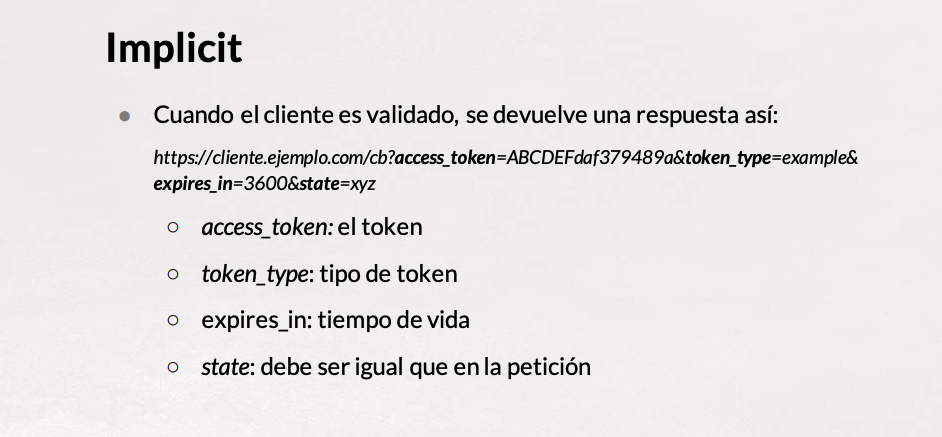 Implicit
● Cuando el cliente es validado, se devuelve una respuesta así:
https://cliente.ejemplo.com/cb?access_token=ABCDEFdaf379489a&token_type=example&
expires_in=3600&state=xyz
○ access_token: el token
○ token_type: tipo de token
○ expires_in: tiempo de vida
○ state: debe ser igual que en la petición